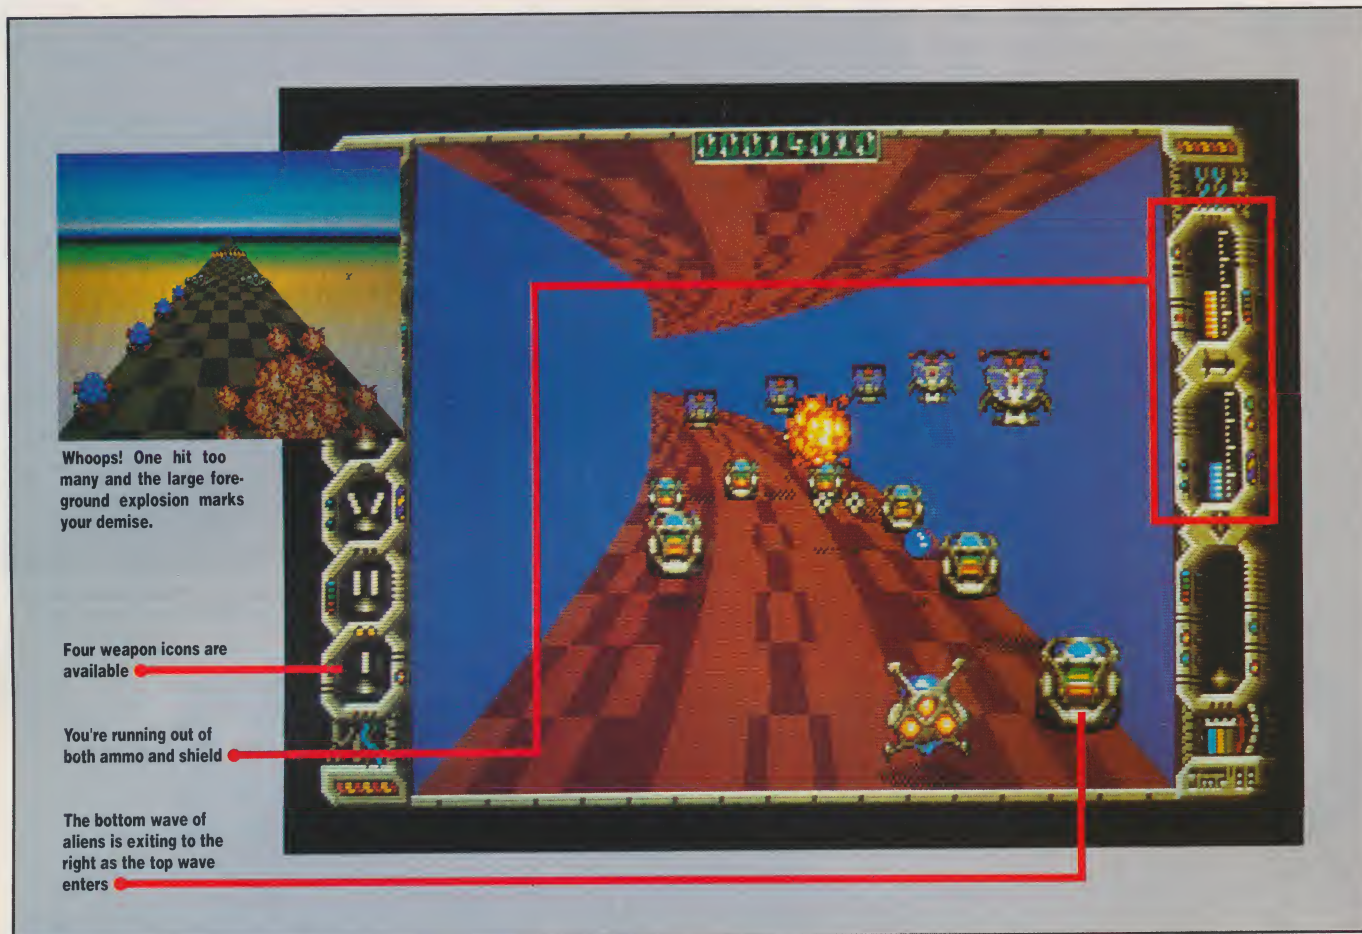 00014010
Whoops! One hit too
many and the large fore-
ground explosion marks
your demise.
V
II
I
Four weapon icons are
available
You're running out of
both ammo and shield
The bottom wave of
aliens is exiting to the
right as the top wave
enters